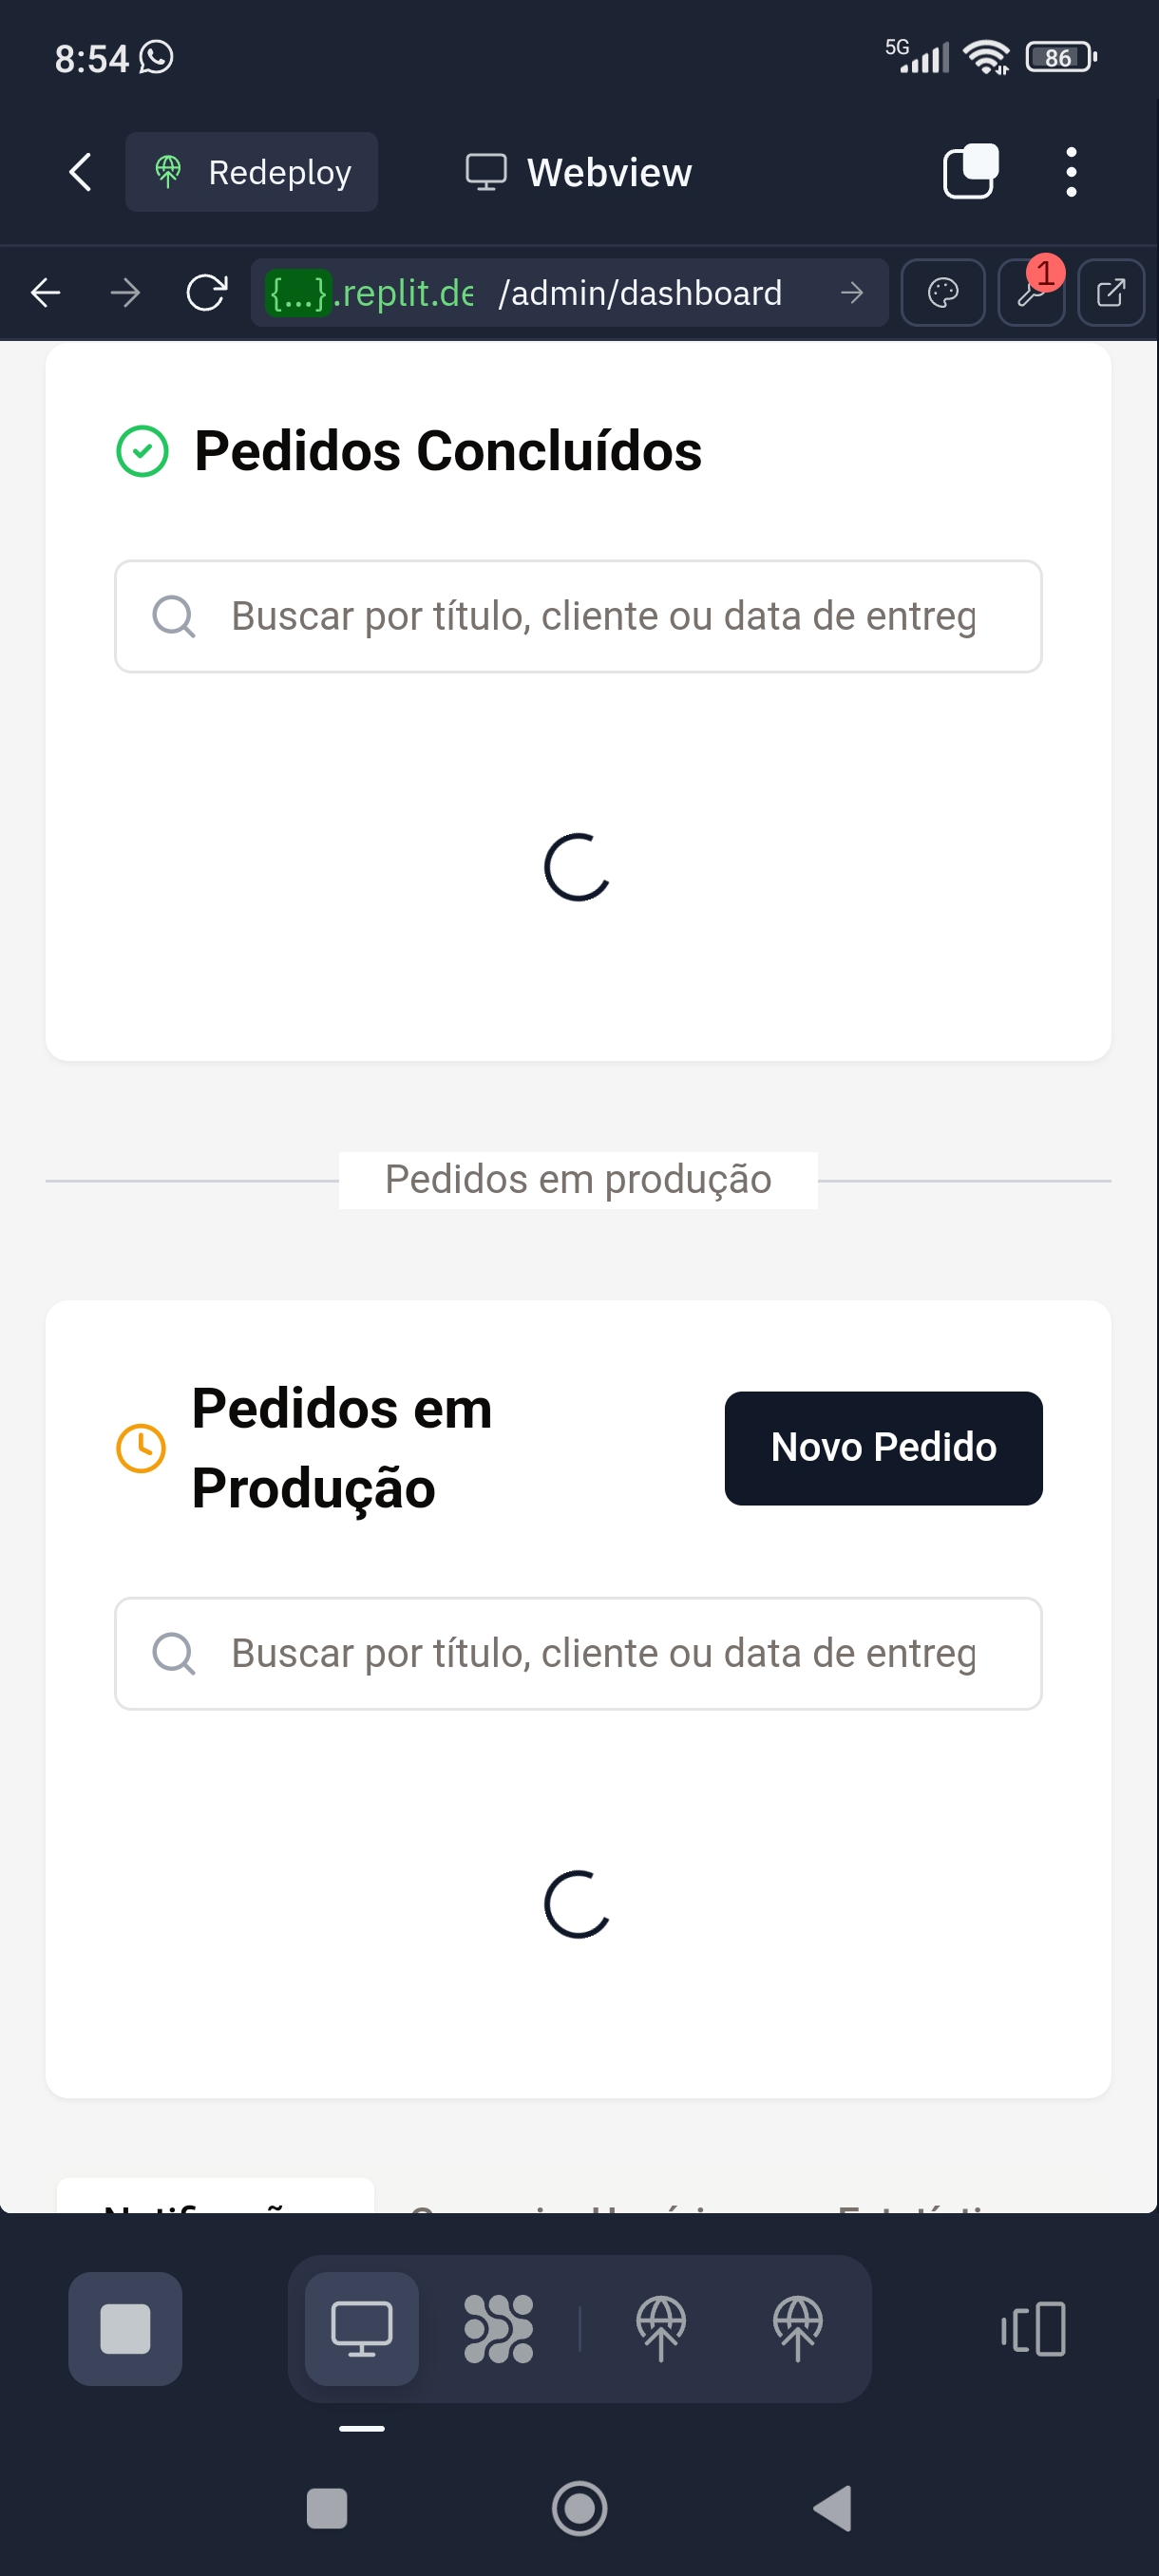 8:54
5G
86
Redeploy
Webview
{...}.replit.de /admin/dashboard
1
Pedidos Concluídos
Buscar por título, cliente ou data de entreg
Pedidos em produção
Pedidos em
Produção
Novo Pedido
Buscar por título, cliente ou data de entreg